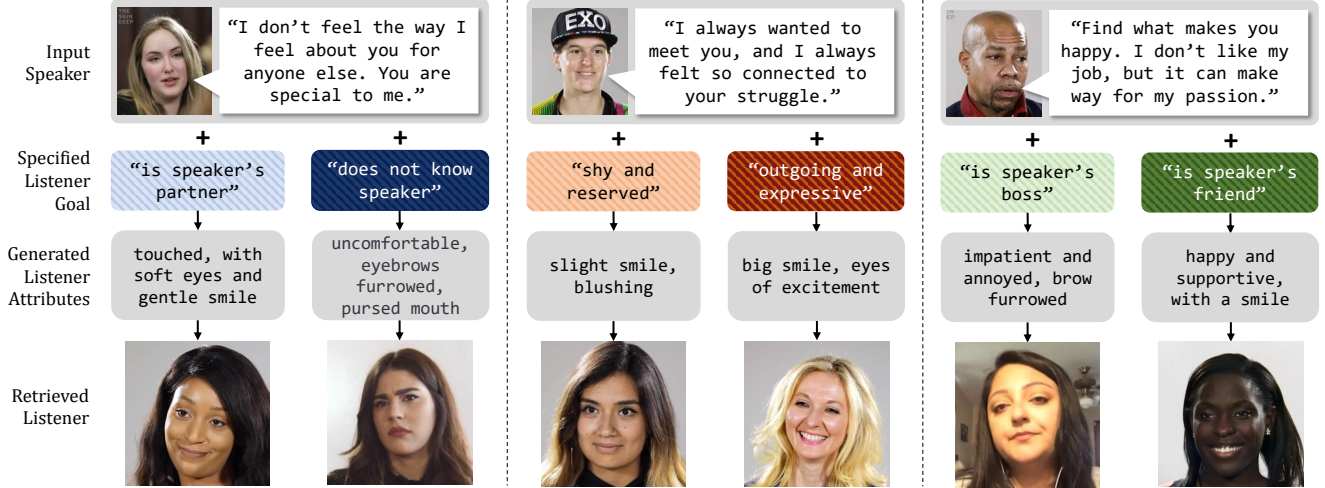 Input
Speaker
THE
SKIN
DEEP
“I don’t feel the way I
feel about you for
anyone else. You are
special to me.”
EXO
“I always wanted to
meet you, and I always
felt so connected to
your struggle.”
“Find what makes you
happy. I don’t like my
job, but it can make
way for my passion.”
+
+
+
+
+
+
Specified
Listener
Goal
“is speaker’s
partner”
“does not know
speaker”
“shy and
reserved”
“outgoing and
expressive”
“is speaker’s
boss”
“is speaker’s
friend”
Generated
Listener
Attributes
touched, with
soft eyes and
gentle smile
uncomfortable,
eyebrows
furrowed,
pursed mouth
slight smile,
blushing
big smile, eyes
of excitement
impatient and
annoyed, brow
furrowed
happy and
supportive,
with a smile
Retrieved
Listener